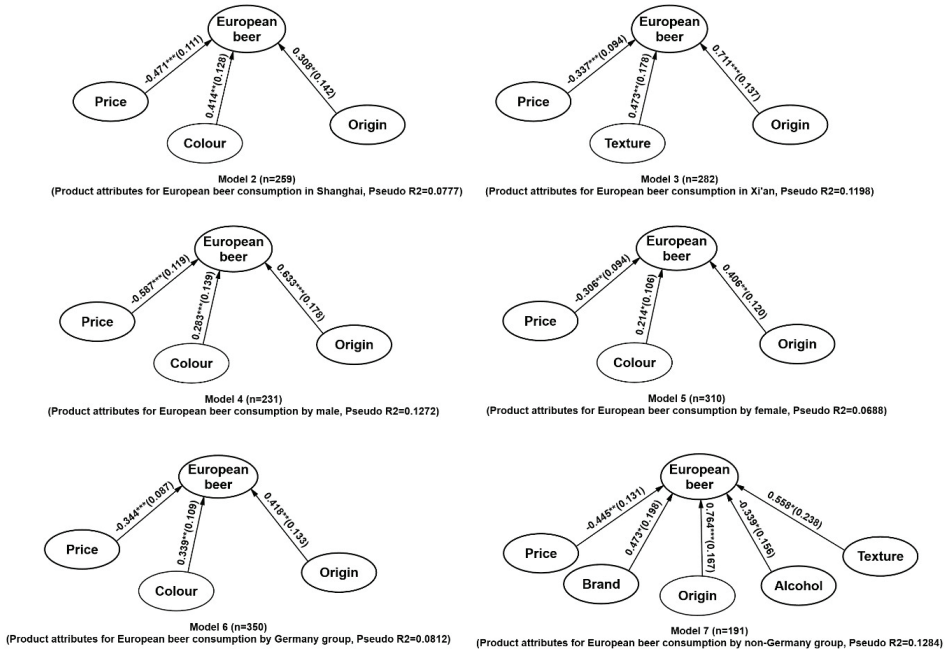 European
beer
-0.471***(0.111)
0.414**(0.128)
0.308*(0.142)
Price
Colour
Origin
Model 2 (n=259)
(Product attributes for European beer consumption in Shanghai, Pseudo R2=0.0777)
European
beer
-0.337***(0.094)
0.473**(0.178)
0.711***(0.137)
Price
Texture
Origin
Model 3 (n=282)
(Product attributes for European beer consumption in Xi'an, Pseudo R2=0.1198)
European
beer
-0.587***(0.119)
0.283***(0.139)
0.633***(0.178)
Price
Colour
Origin
Model 4 (n=231)
(Product attributes for European beer consumption by male, Pseudo R2=0.1272)
European
beer
-0.306**(0.094)
0.214*(0.106)
0.406**(0.120)
Price
Colour
Origin
Model 5 (n=310)
(Product attributes for European beer consumption by female, Pseudo R2=0.0688)
European
beer
-0.344***(0.087)
0.339**(0.109)
0.418**(0.133)
Price
Colour
Origin
Model 6 (n=350)
(Product attributes for European beer consumption by Germany group, Pseudo R2=0.0812)
European
beer
-0.445**(0.131)
0.473*(0.198)
0.764***(0.167)
-0.339*(0.156)
0.558*(0.238)
Price
Brand
Origin
Alcohol
Texture
Model 7 (n=191)
(Product attributes for European beer consumption by non-Germany group, Pseudo R2=0.1284)